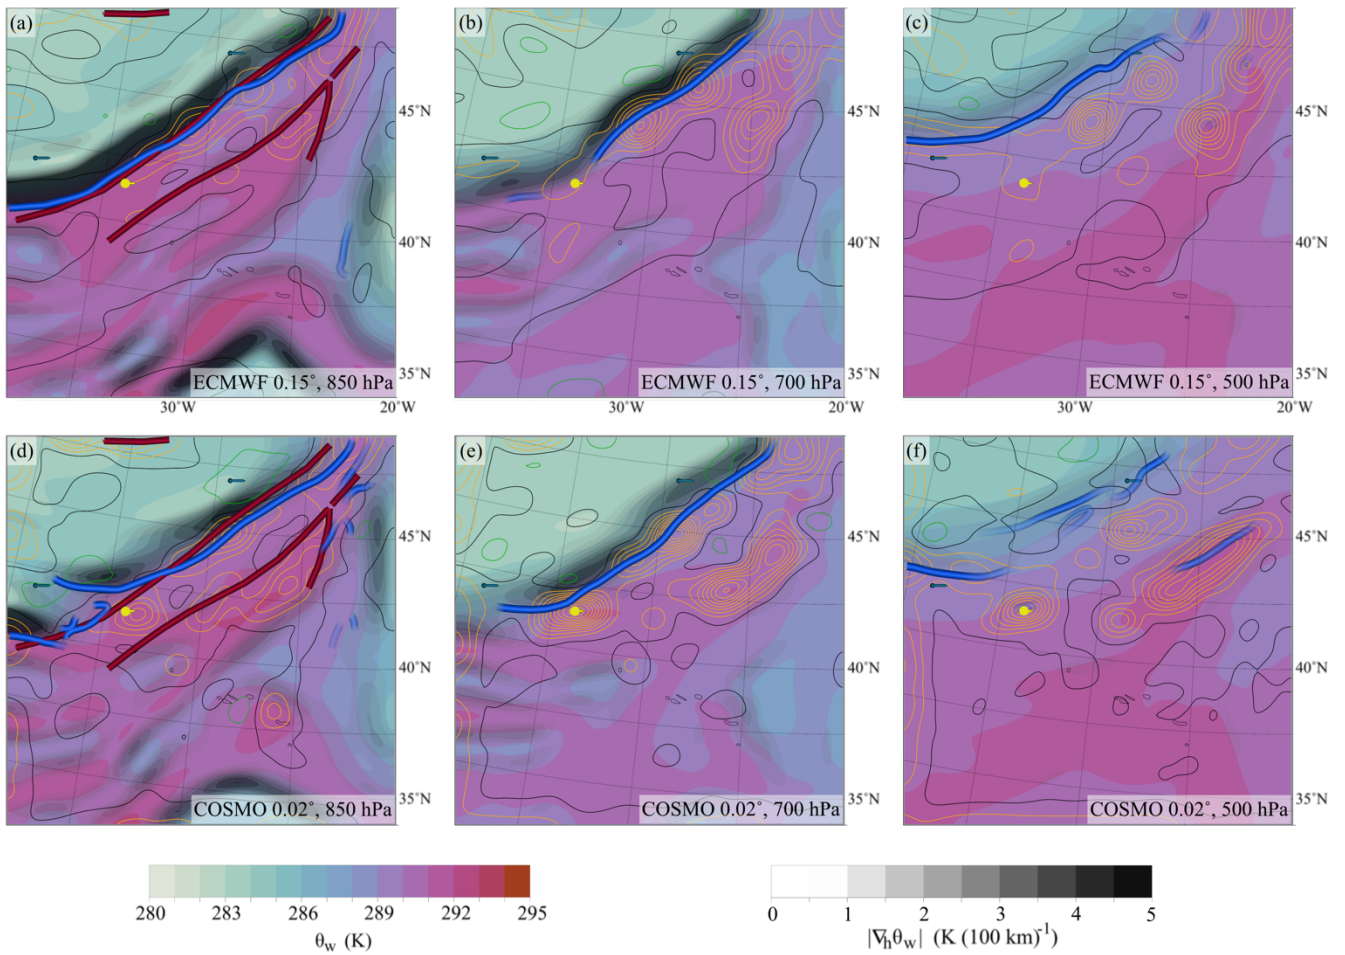 (a)
(b)
(c)
45°N
45°N
45°N
40°N
40°N
40°N
35°N
35°N
35°N
ECMWF 0.15°, 850 hPa
ECMWF 0.15°, 700 hPa
ECMWF 0.15°, 500 hPa
30°W 20°W
30°W 20°W
30°W 20°W
(d)
(e)
(f)
45°N
45°N
45°N
40°N
40°N
40°N
35°N
35°N
35°N
COSMO 0.02°, 850 hPa
COSMO 0.02°, 700 hPa
COSMO 0.02°, 500 hPa
280 283 286 289 292 295
θw (K)
0 1 2 3 4 5
|∇hθw| (K (100 km)⁻¹)